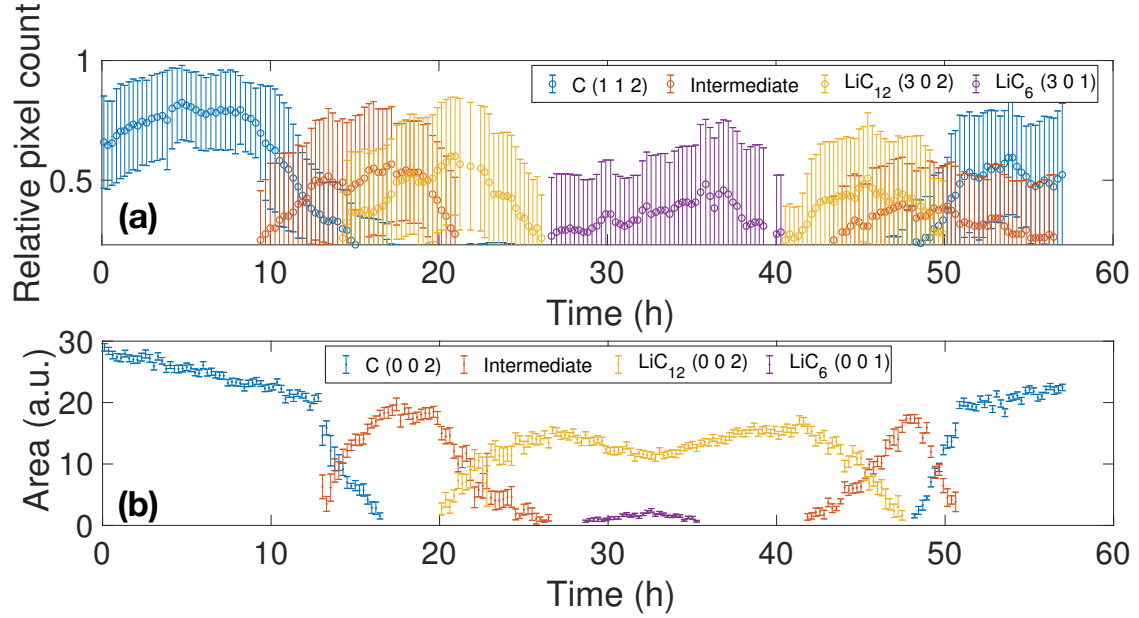 Relative pixel count
1
0.5
C (1 1 2) Intermediate LiC12 (3 0 2) LiC6 (3 0 1)
(a)
0 10 20 30 40 50 60
Time (h)
Area (a.u.)
30
20
10
0
C (0 0 2) Intermediate LiC12 (0 0 2) LiC6 (0 0 1)
(b)
0 10 20 30 40 50 60
Time (h)